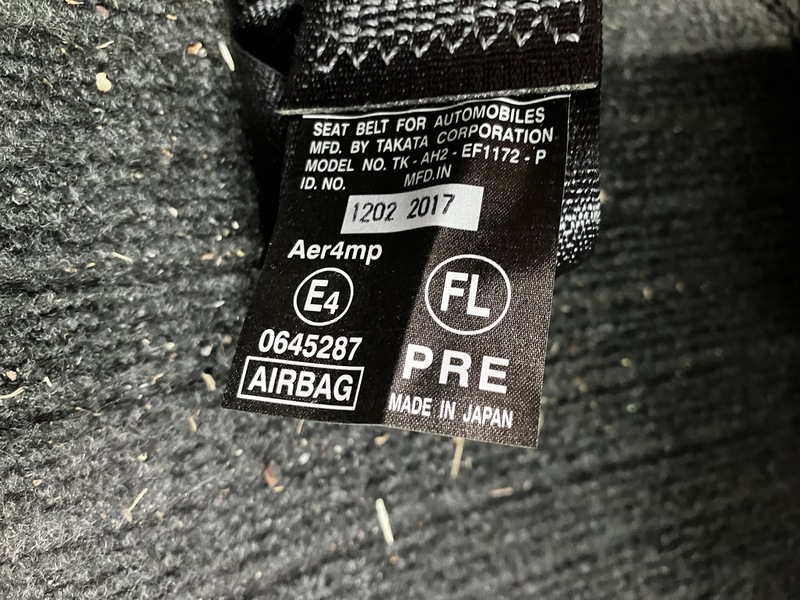 SEAT BELT FOR AUTOMOBILES
MFD. BY TAKATA CORPORATION
MODEL NO. TK - AH2 - EF1172 - P
ID. NO. MFD.IN
1202 2017
Aer4mp
E4
FL
0645287
PRE
AIRBAG
MADE IN JAPAN